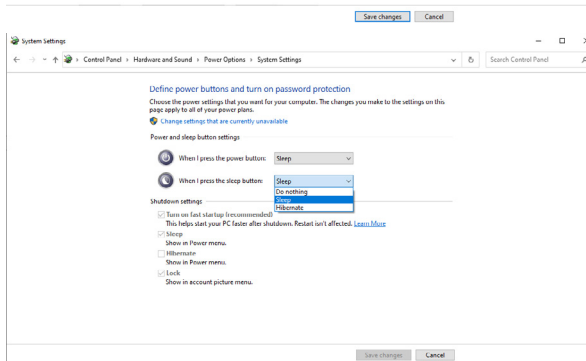 Save changes Cancel
System Settings
Control Panel > Hardware and Sound > Power Options > System Settings
Search Control Panel
Define power buttons and turn on password protection
Choose the power settings that you want for your computer. The changes you make to the settings on this
page apply to all of your power plans.
Change settings that are currently unavailable
Power and sleep button settings
When I press the power button: Sleep
When I press the sleep button: Sleep
Do nothing
Sleep
Hibernate
Shutdown settings
Turn on fast startup (recommended)
This helps start your PC faster after shutdown. Restart isn't affected. Learn More
Sleep
Show in Power menu.
Hibernate
Show in Power menu.
Lock
Show in account picture menu.
Save changes Cancel